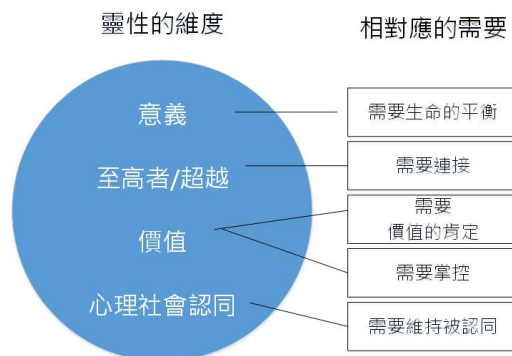 靈性的維度
相對應的需要
意義
至高者/超越
價值
心理社會認同
需要生命的平衡
需要連接
需要
價值的肯定
需要掌控
需要維持被認同